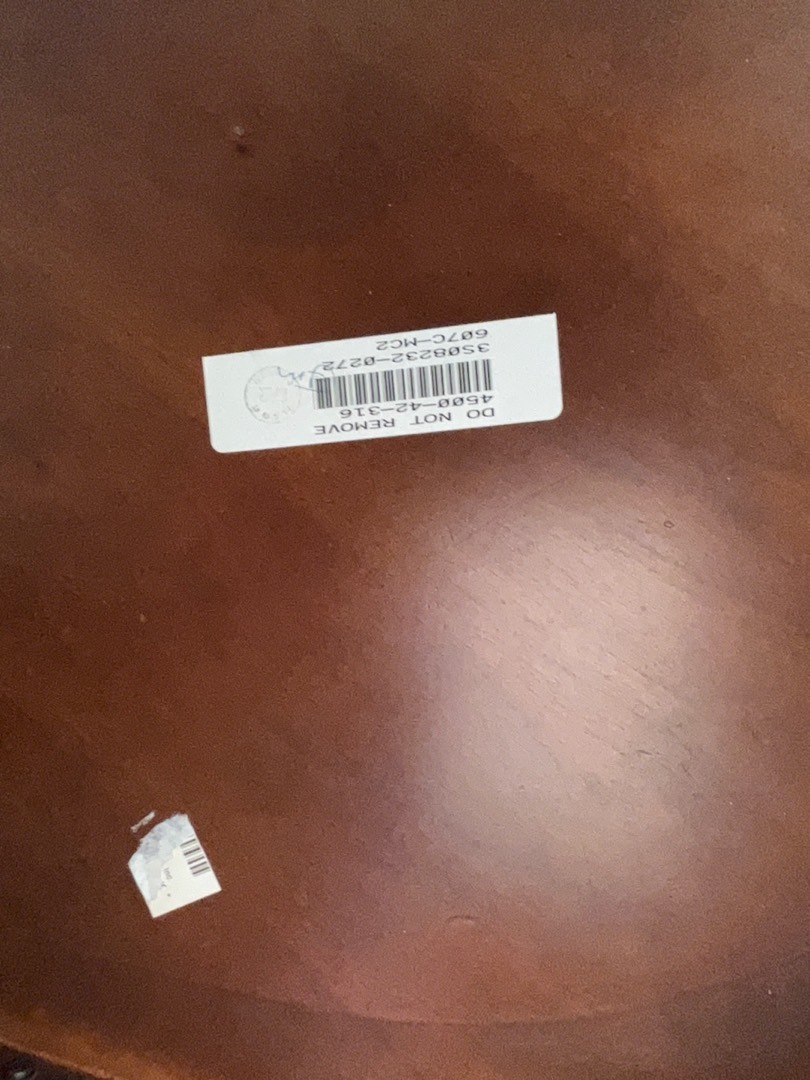 DO NOT REMOVE
4500-42-316
3S08232-0272
607C-MC2